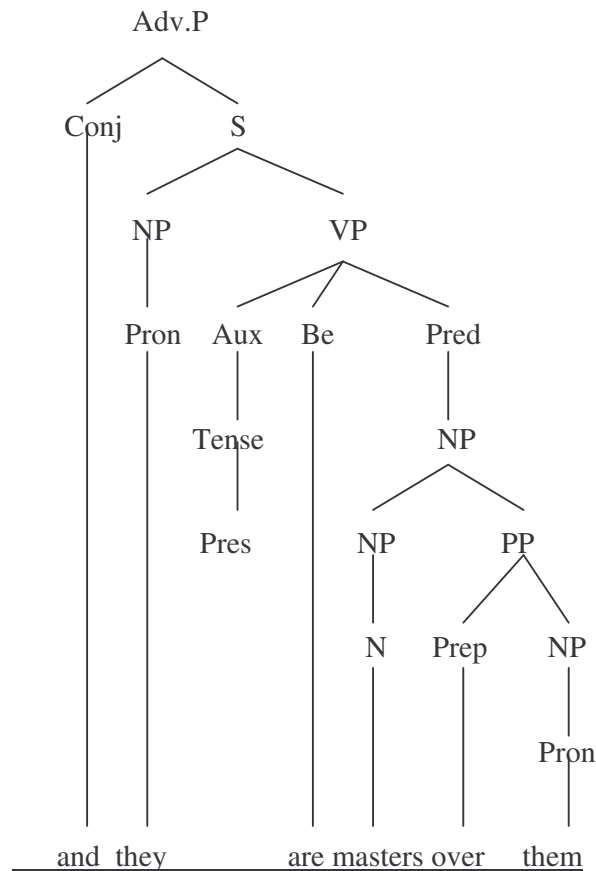 Adv.P
Conj S
NP VP
Pron Aux Be Pred
Tense NP
Pres NP PP
N Prep NP
Pron
and they are masters over them